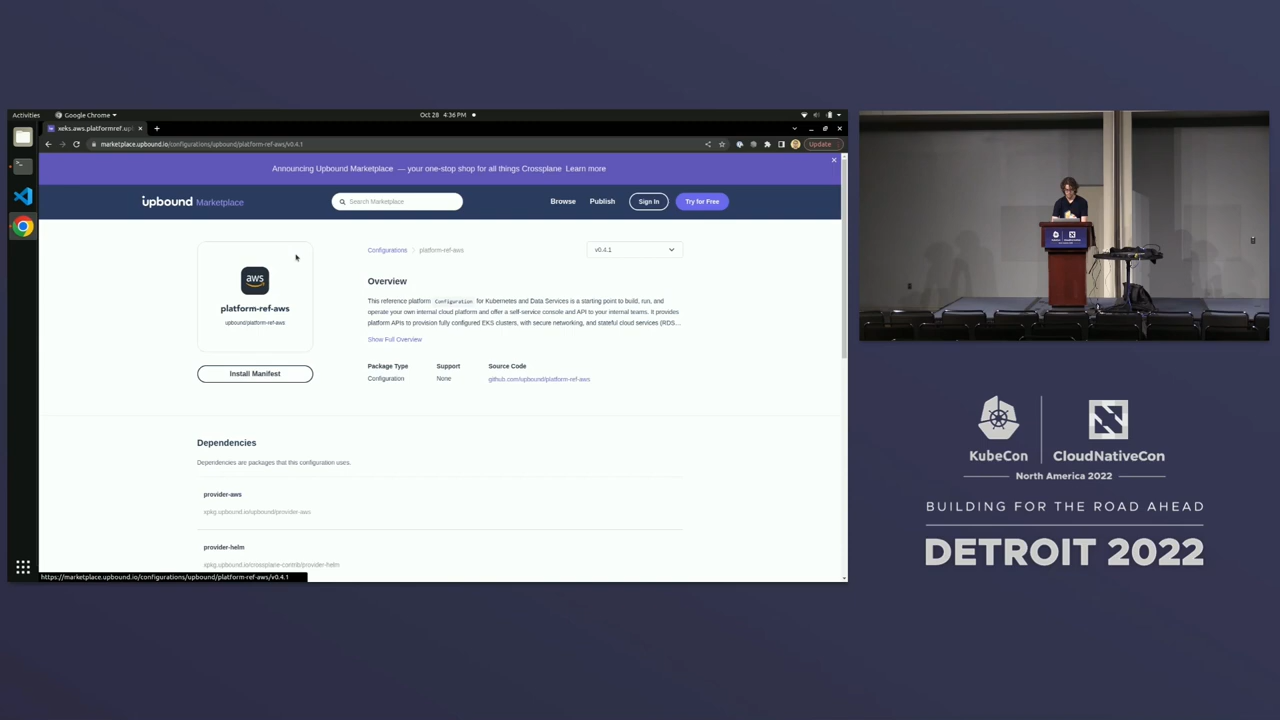 Activities
Google Chrome
Oct 28 4:36 PM
xeks.aws.platformref.upl
marketplace.upbound.io/configurations/upbound/platform-ref-aws/v0.4.1
Update
Announcing Upbound Marketplace — your one-stop shop for all things Crossplane Learn more
upbound Marketplace
Search Marketplace
Browse
Publish
Sign In
Try for Free
Configurations / platform-ref-aws
v0.4.1
aws
platform-ref-aws
upbound/platform-ref-aws
Install Manifest
Overview
This reference platform Configuration for Kubernetes and Data Services is a starting point to build, run, and
operate your own internal cloud platform and offer a self-service console and API to your internal teams. It provides
platform APIs to provision fully configured EKS clusters, with secure networking, and stateful cloud services (RDS...
Show Full Overview
Package Type
Support
Source Code
Configuration
None
github.com/upbound/platform-ref-aws
Dependencies
Dependencies are packages that this configuration uses.
provider-aws
xpkg.upbound.io/upbound/provider-aws
provider-helm
xpkg.upbound.io/crossplane-contrib/provider-helm
https://marketplace.upbound.io/configurations/upbound/platform-ref-aws/v0.4.1
KubeCon
CloudNativeCon
North America 2022
BUILDING FOR THE ROAD AHEAD
DETROIT 2022